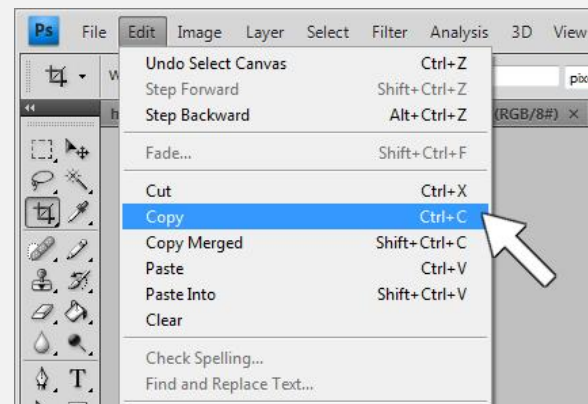 Ps File Edit Image Layer Select Filter Analysis 3D View
Undo Select Canvas Ctrl+Z
Step Forward Shift+Ctrl+Z
Step Backward Alt+Ctrl+Z
(RGB/8#) ×
Fade... Shift+Ctrl+F
Cut Ctrl+X
Copy Ctrl+C
Copy Merged Shift+Ctrl+C
Paste Ctrl+V
Paste Into Shift+Ctrl+V
Clear
Check Spelling...
Find and Replace Text...
T